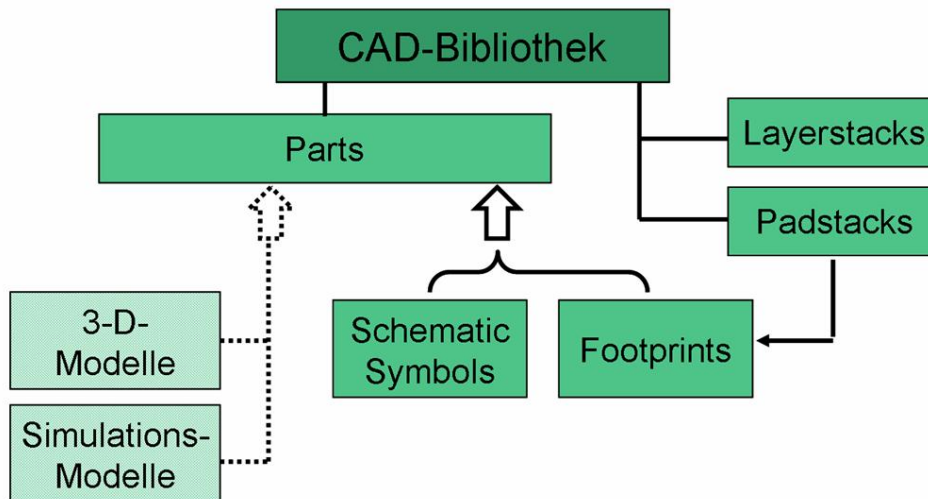 CAD-Bibliothek
Parts
Layerstacks
Padstacks
3-D-
Modelle
Schematic
Symbols
Footprints
Simulations-
Modelle